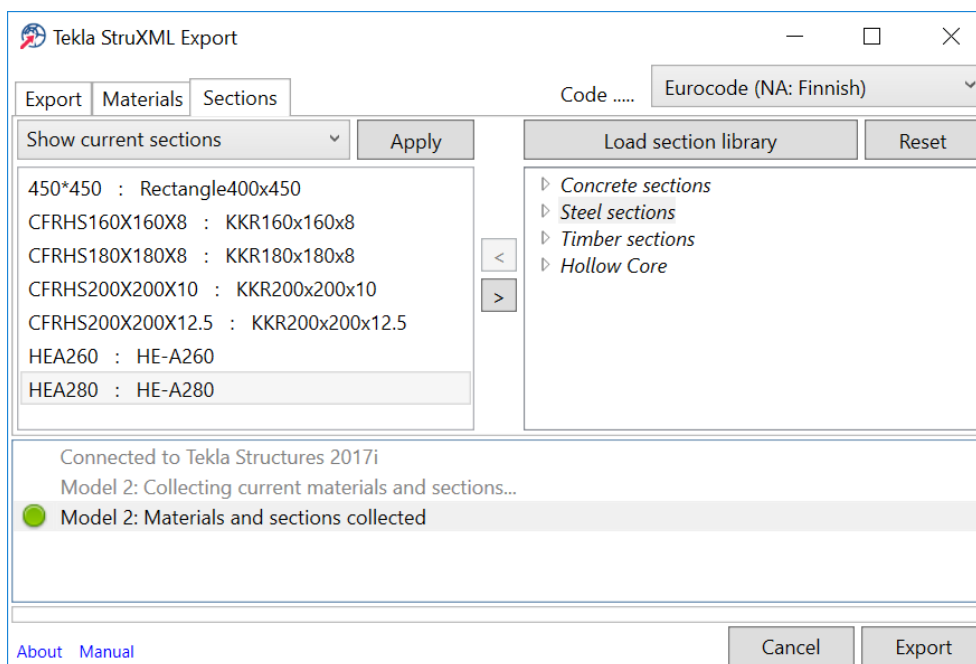 Tekla StruXML Export
Export Materials Sections Code ..... Eurocode (NA: Finnish)
Show current sections Apply Load section library Reset
450*450 : Rectangle400x450
CFRHS160X160X8 : KKR160x160x8
CFRHS180X180X8 : KKR180x180x8
CFRHS200X200X10 : KKR200x200x10
CFRHS200X200X12.5 : KKR200x200x12.5
HEA260 : HE-A260
HEA280 : HE-A280
<
>
Concrete sections
Steel sections
Timber sections
Hollow Core
Connected to Tekla Structures 2017i
Model 2: Collecting current materials and sections...
Model 2: Materials and sections collected
About Manual Cancel Export